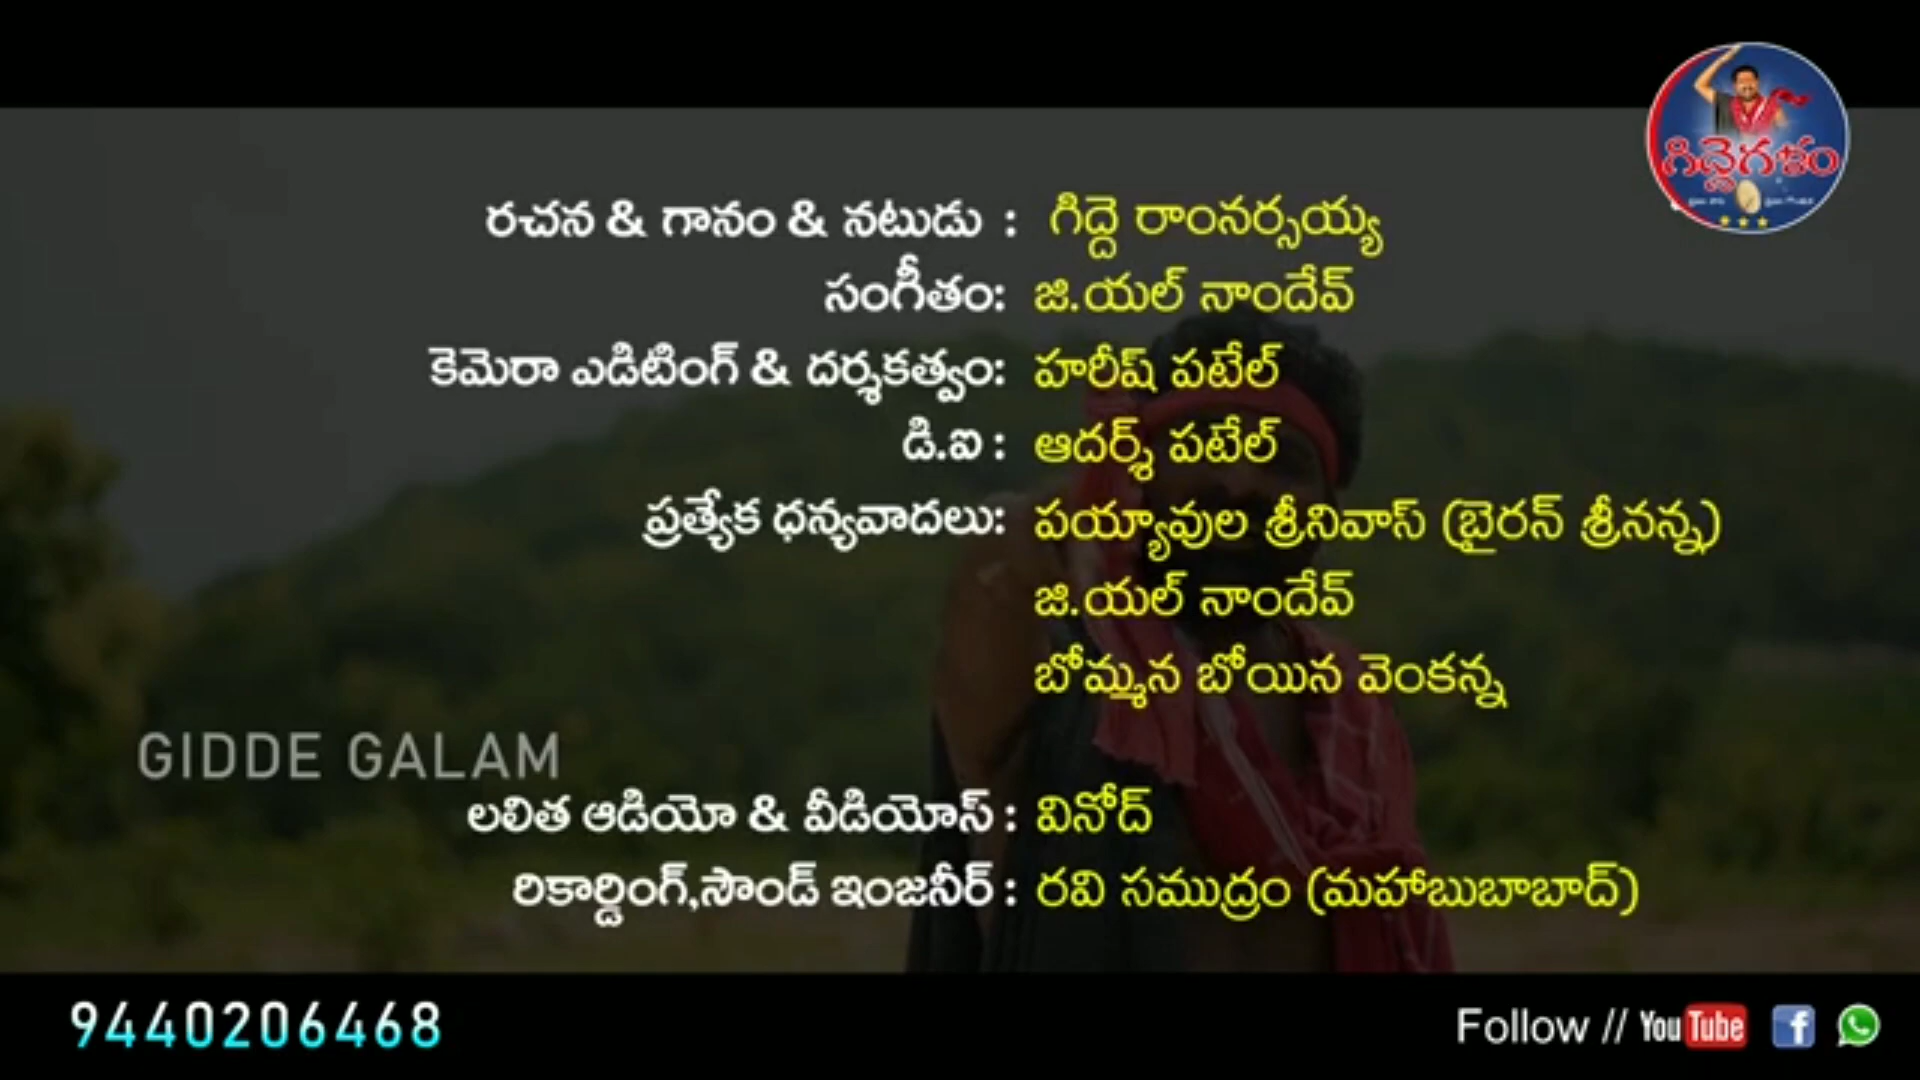 గిద్దెగళం
రచన & గానం & నటుడు : గిద్దె రాంనర్సయ్య
సంగీతం: జి.యల్ నాందేవ్
కెమెరా ఎడిటింగ్ & దర్శకత్వం: హరీష్ పటేల్
డి.ఐ : ఆదర్శ్ పటేల్
ప్రత్యేక ధన్యవాదలు: పయ్యావుల శ్రీనివాస్ (బైరన్ శ్రీనన్న)
జి.యల్ నాందేవ్
బోమ్మన బోయిన వెంకన్న
GIDDE GALAM
లలిత ఆడియో & వీడియోస్ : వినోద్
రికార్డింగ్,సౌండ్ ఇంజనీర్ : రవి సముద్రం (మహాబుబాబాద్)
9440206468
Follow // YouTube f